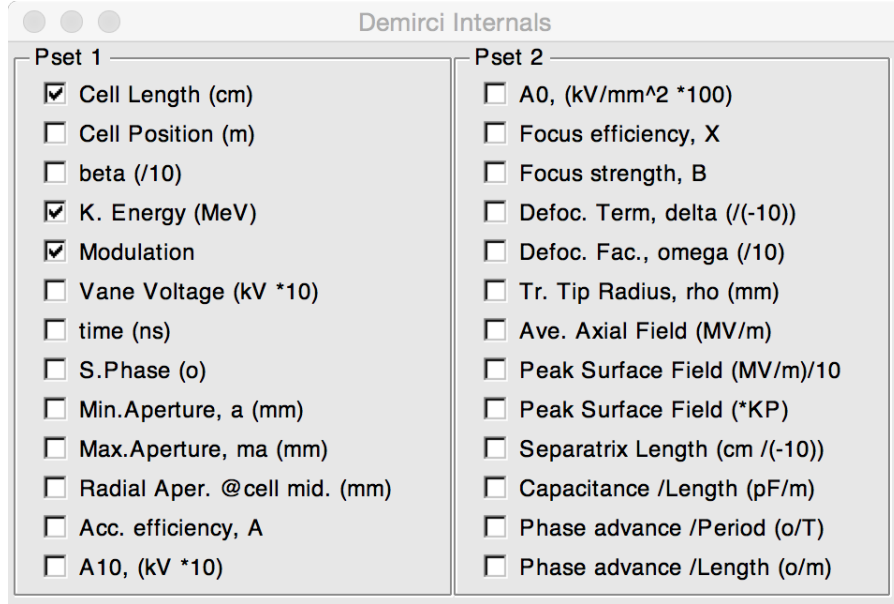 Demirci Internals
Pset 1
Cell Length (cm)
Cell Position (m)
beta (/10)
K. Energy (MeV)
Modulation
Vane Voltage (kV *10)
time (ns)
S.Phase (o)
Min.Aperture, a (mm)
Max.Aperture, ma (mm)
Radial Aper. @cell mid. (mm)
Acc. efficiency, A
A10, (kV *10)
Pset 2
A0, (kV/mm^2 *100)
Focus efficiency, X
Focus strength, B
Defoc. Term, delta (/(-10))
Defoc. Fac., omega (/10)
Tr. Tip Radius, rho (mm)
Ave. Axial Field (MV/m)
Peak Surface Field (MV/m)/10
Peak Surface Field (*KP)
Separatrix Length (cm /(-10))
Capacitance /Length (pF/m)
Phase advance /Period (o/T)
Phase advance /Length (o/m)